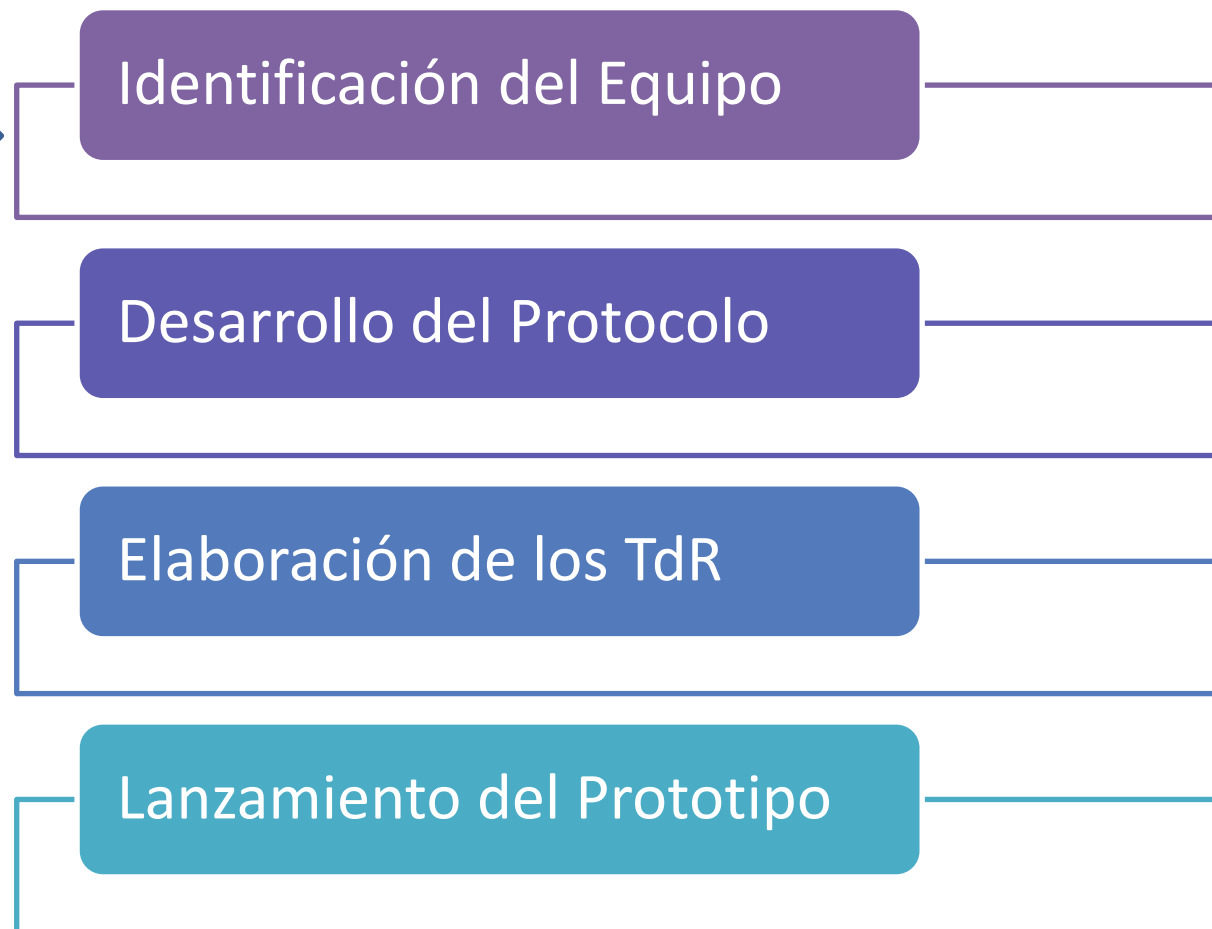 Identificación del Equipo
Desarrollo del Protocolo
Elaboración de los TdR
Lanzamiento del Prototipo